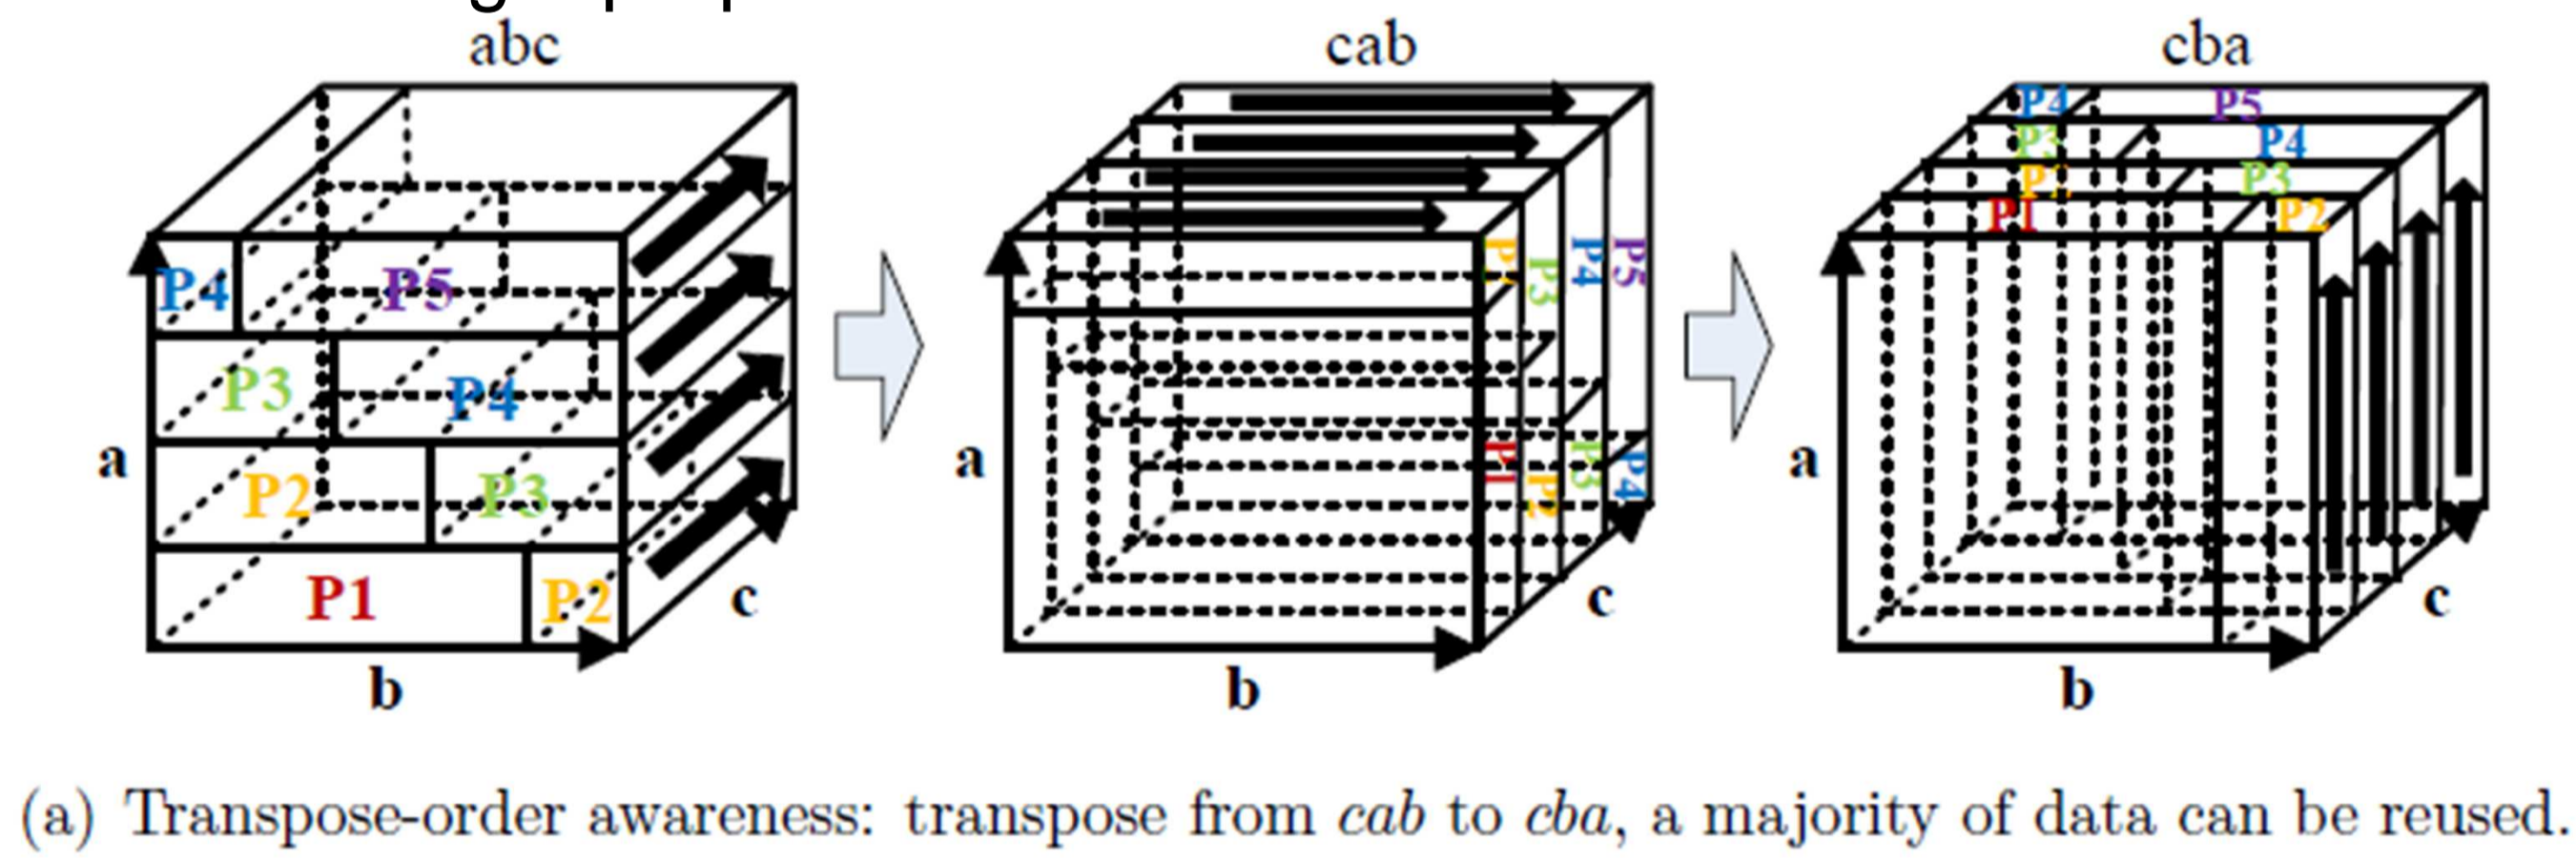 abc cab cba
P4 P5
P3 P4
P2 P3
P1 P2
a
b
c
P3 P4 P5
P1 P2 P3 P4
a
b
c
P4 P5
P3 P4
P3
P1 P2
a
b
c
(a) Transpose-order awareness: transpose from cab to cba, a majority of data can be reused.